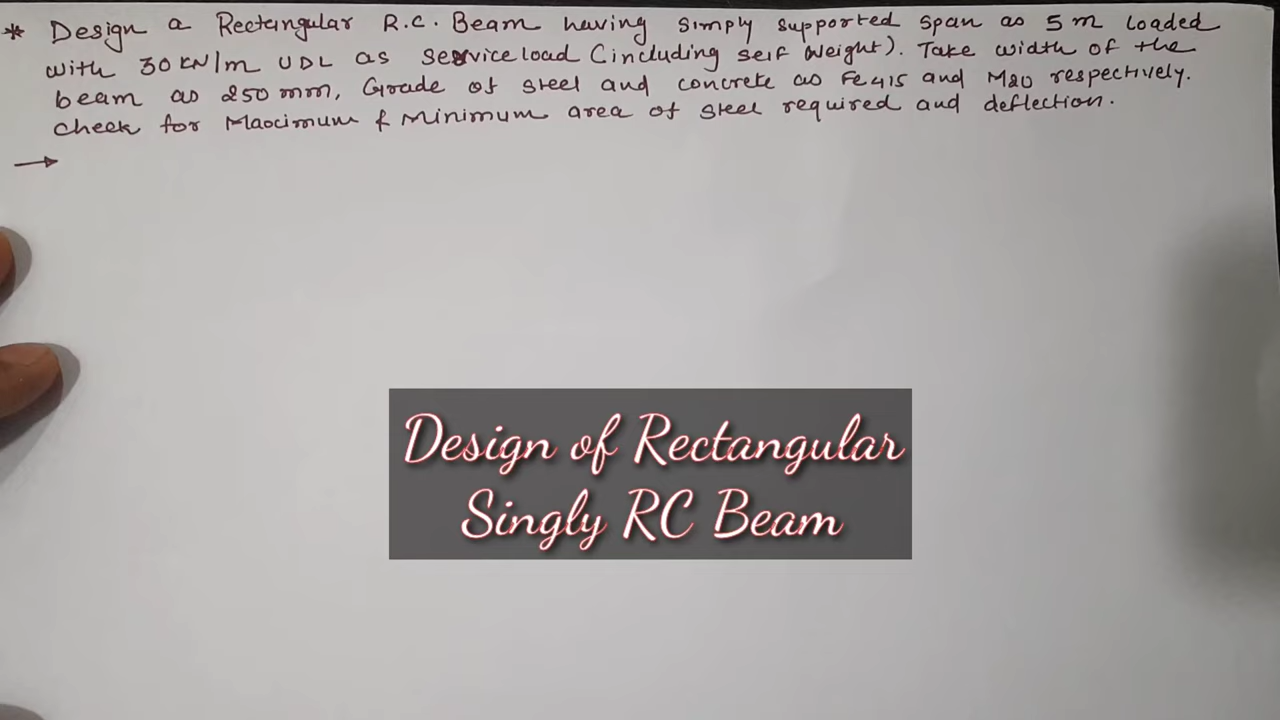 * Design a Rectangular R.C. Beam having simply supported span as 5 m loaded
with 30 KN/m UDL as service load (including self weight). Take width of the
beam as 250 mm, Grade of steel and concrete as Fe415 and M20 respectively.
check for Maximum & Minimum area of steel required and deflection.
→
Design of Rectangular
Singly RC Beam